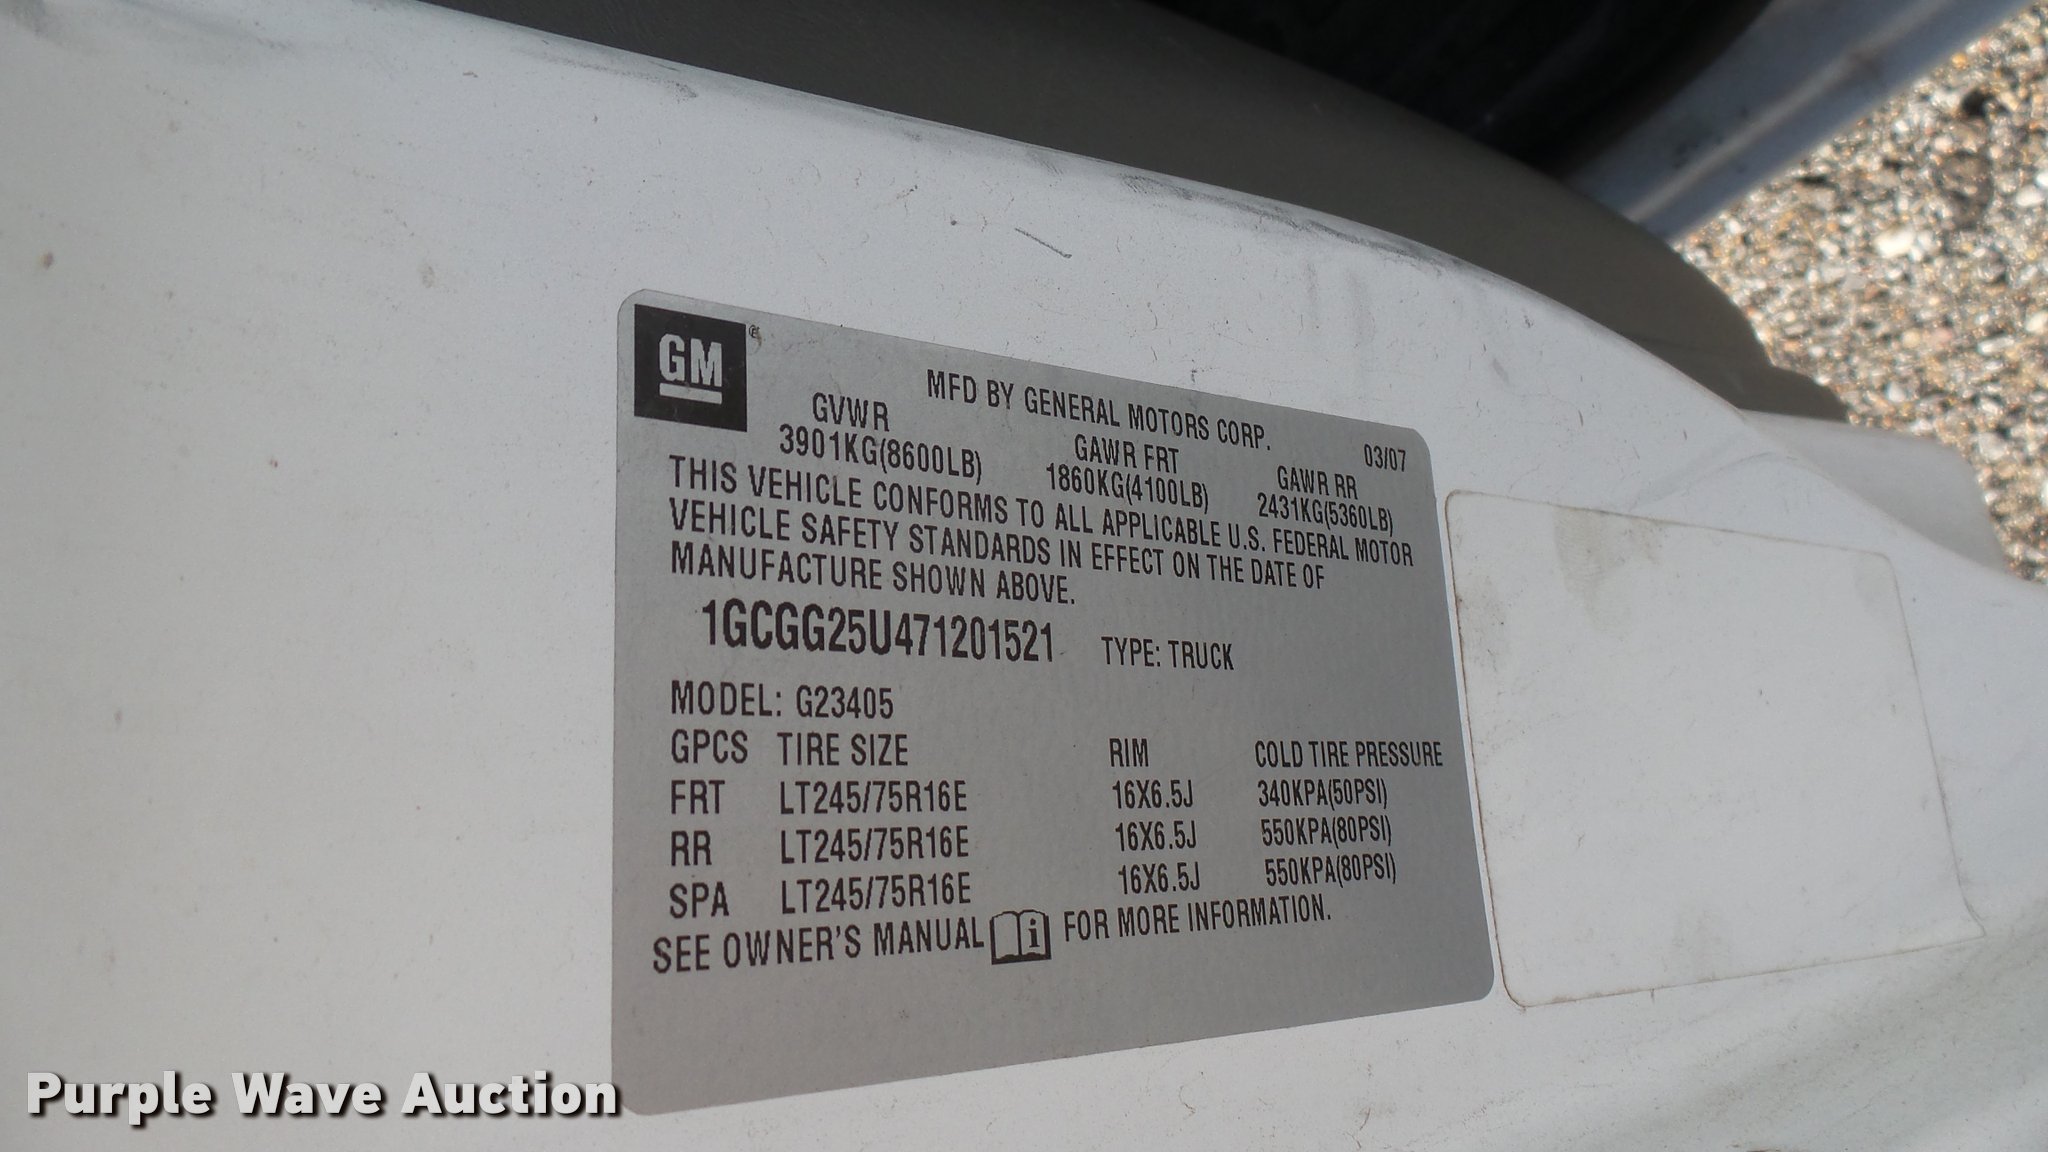 GM
®
MFD BY GENERAL MOTORS CORP. 03/07
GVWR GAWR FRT GAWR RR
3901KG(8600LB) 1860KG(4100LB) 2431KG(5360LB)
THIS VEHICLE CONFORMS TO ALL APPLICABLE U.S. FEDERAL MOTOR
VEHICLE SAFETY STANDARDS IN EFFECT ON THE DATE OF
MANUFACTURE SHOWN ABOVE.
1GCGG25U471201521 TYPE: TRUCK
MODEL: G23405
GPCS TIRE SIZE RIM COLD TIRE PRESSURE
FRT LT245/75R16E 16X6.5J 340KPA(50PSI)
RR LT245/75R16E 16X6.5J 550KPA(80PSI)
SPA LT245/75R16E 16X6.5J 550KPA(80PSI)
SEE OWNER'S MANUAL i FOR MORE INFORMATION.
Purple Wave Auction